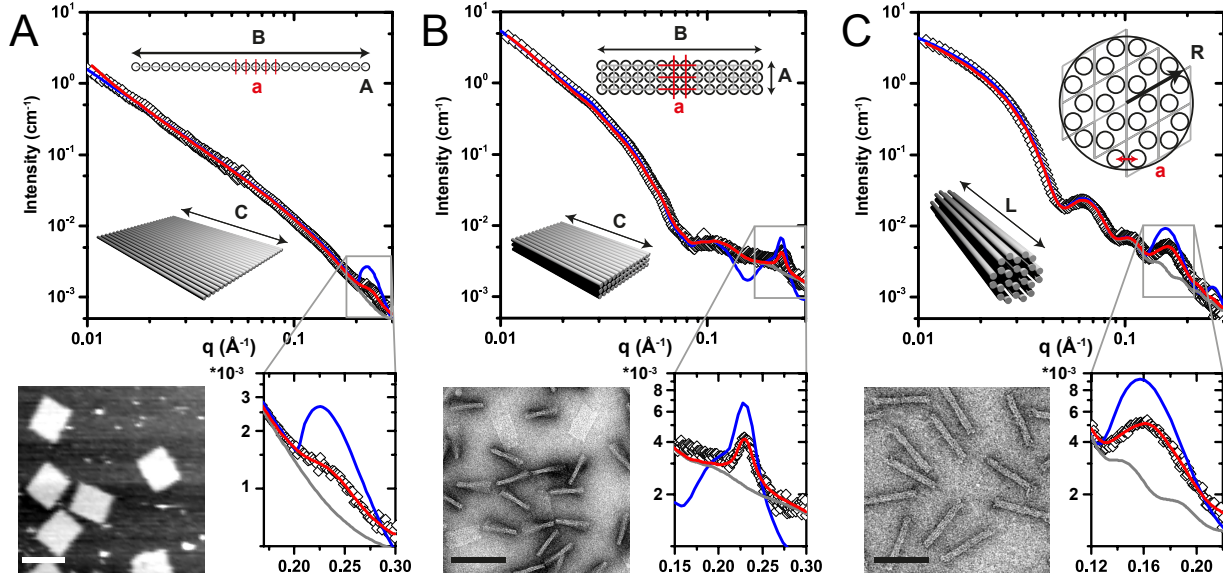 A
B
C
Intensity (cm⁻¹)
10¹
10⁰
10⁻¹
10⁻²
10⁻³
0.01
0.1
q (Å⁻¹)
B
a
A
C
Intensity (cm⁻¹)
10¹
10⁰
10⁻¹
10⁻²
10⁻³
0.01
0.1
q (Å⁻¹)
B
A
a
C
Intensity (cm⁻¹)
10¹
10⁰
10⁻¹
10⁻²
10⁻³
0.01
0.1
q (Å⁻¹)
R
a
L
*10⁻³
3
2
1
0.20
0.25
0.30
*10⁻³
8
6
4
2
0.15
0.20
0.25
0.30
*10⁻³
8
6
4
2
0.12
0.16
0.20